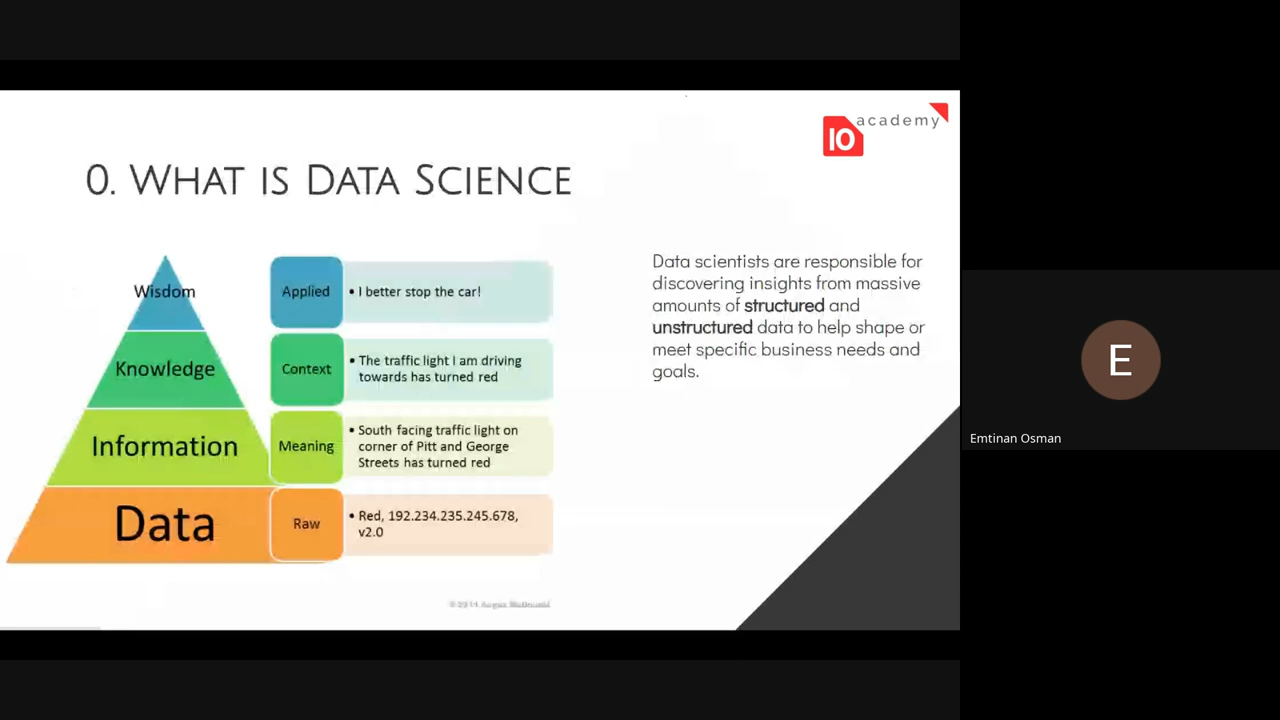 10 academy
0. What is Data Science
Wisdom
Applied
• I better stop the car!
Knowledge
Context
• The traffic light I am driving
towards has turned red
Information
Meaning
• South facing traffic light on
corner of Pitt and George
Streets has turned red
Data
Raw
• Red, 192.234.235.245.678,
v2.0
Data scientists are responsible for
discovering insights from massive
amounts of structured and
unstructured data to help shape or
meet specific business needs and
goals.
E
Emtinan Osman